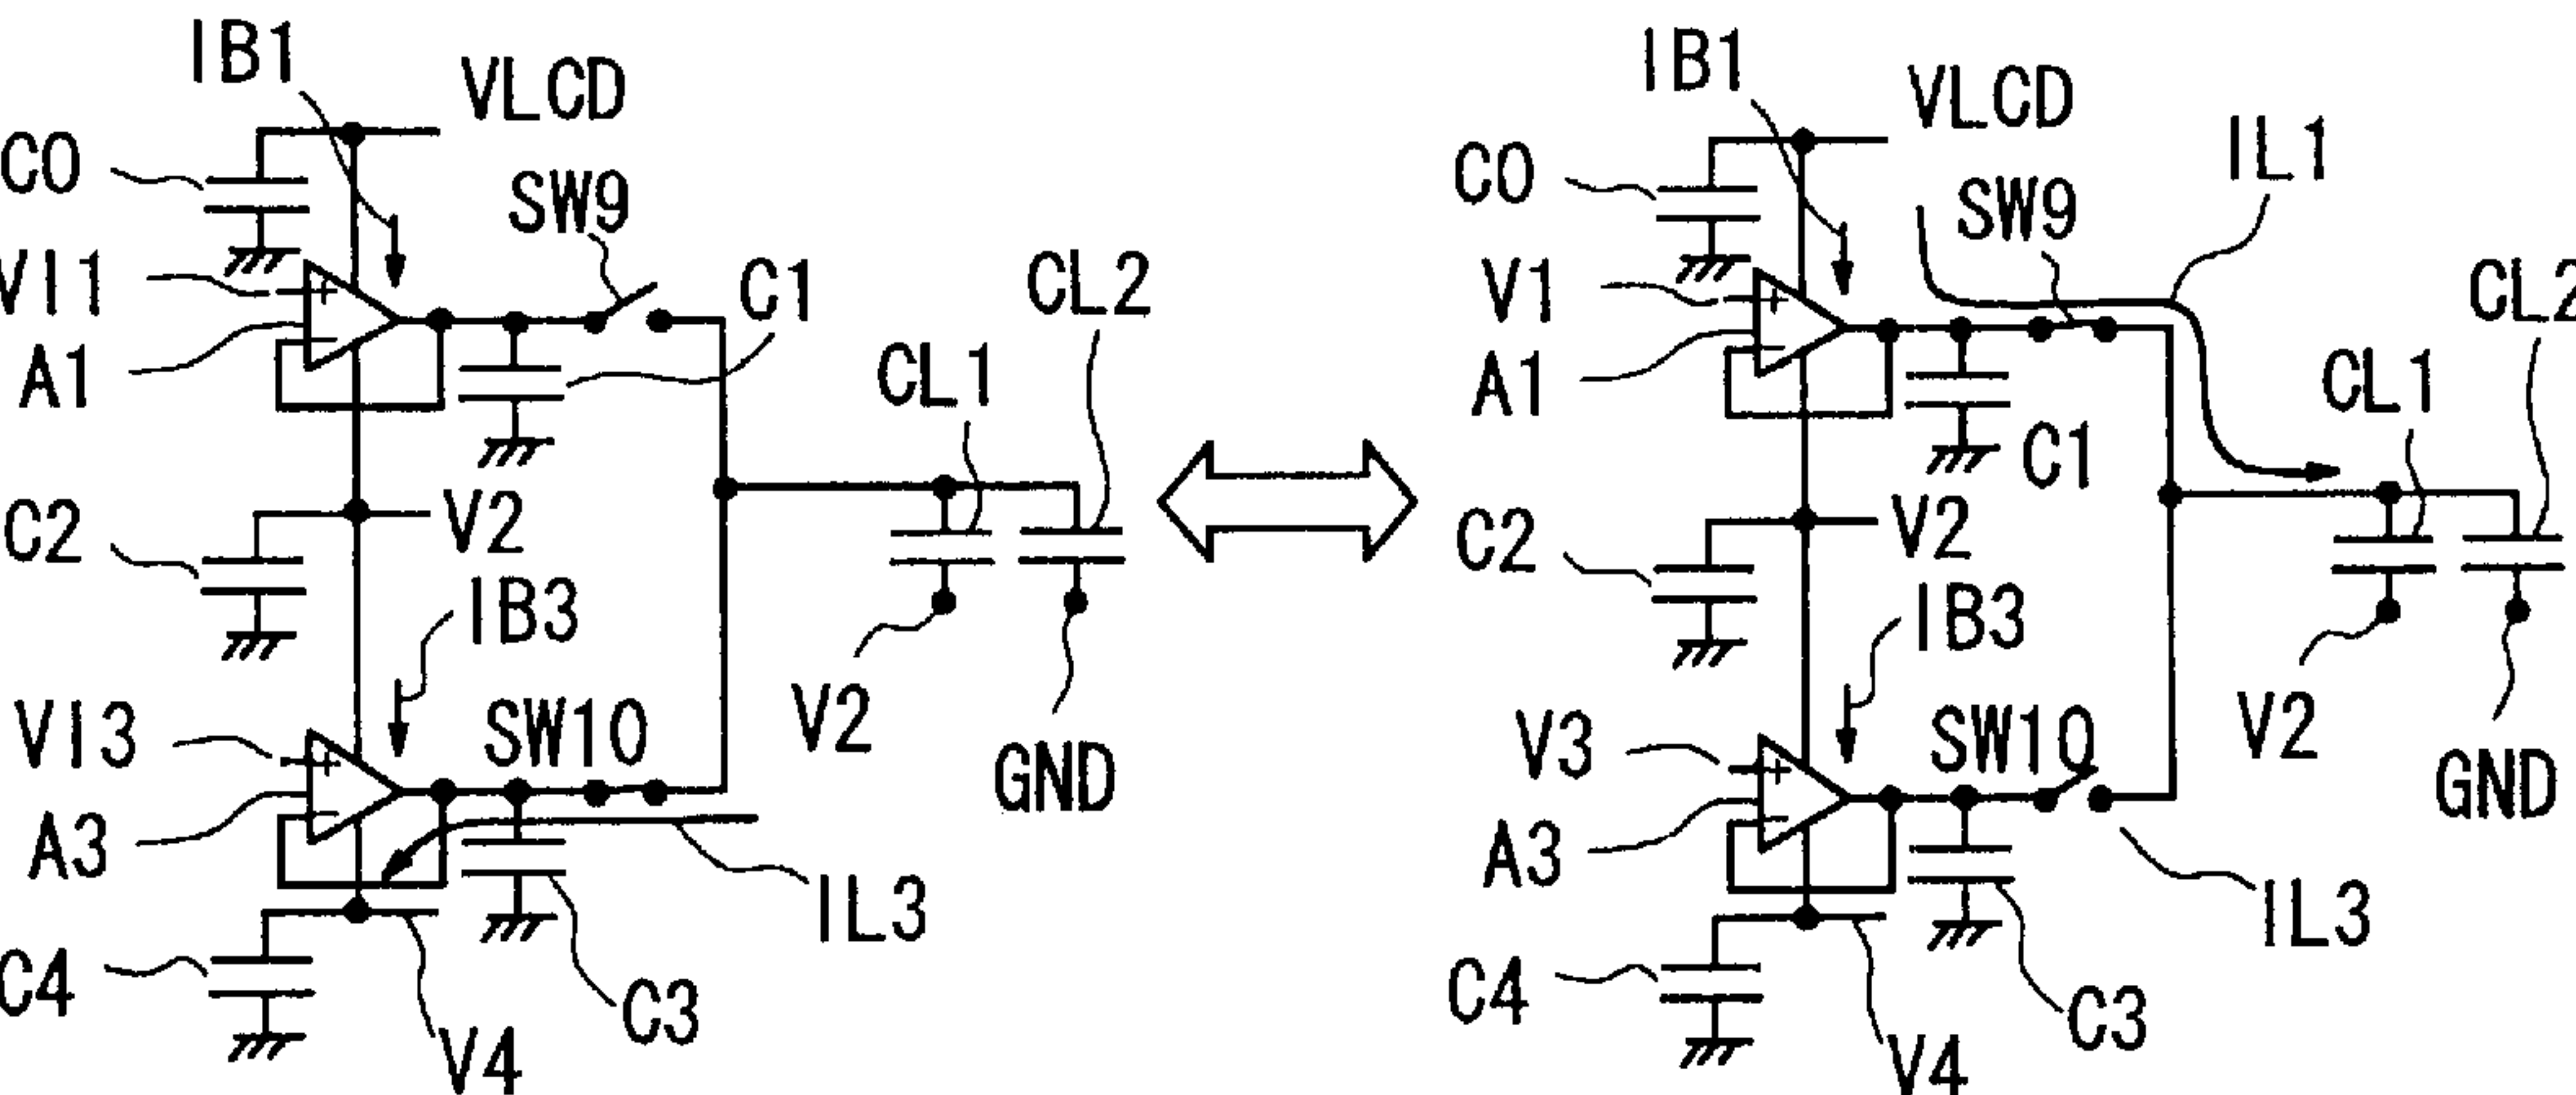 IB1
VLCD
C0
SW9
VI1
+
-
C1
CL2
A1
CL1
C2
V2
IB3
VI3
SW10
V2
+
-
GND
A3
IL3
C4
C3
V4
IB1
VLCD
IL1
C0
SW9
V1
+
-
CL2
A1
CL1
C1
C2
V2
IB3
V3
SW10
V2
+
-
GND
A3
IL3
C4
C3
V4